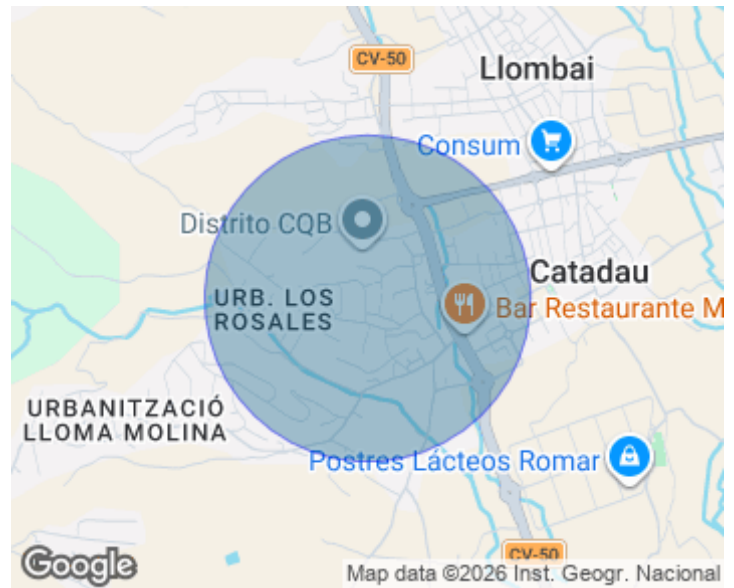 CV-50
Llombai
Consum
Distrito CQB
Catadau
URB. LOS
ROSALES
Bar Restaurante M
URBANITZACIÓ
LLOMA MOLINA
Postres Lácteos Romar
CV-50
Google
Map data ©2026 Inst. Geogr. Nacional